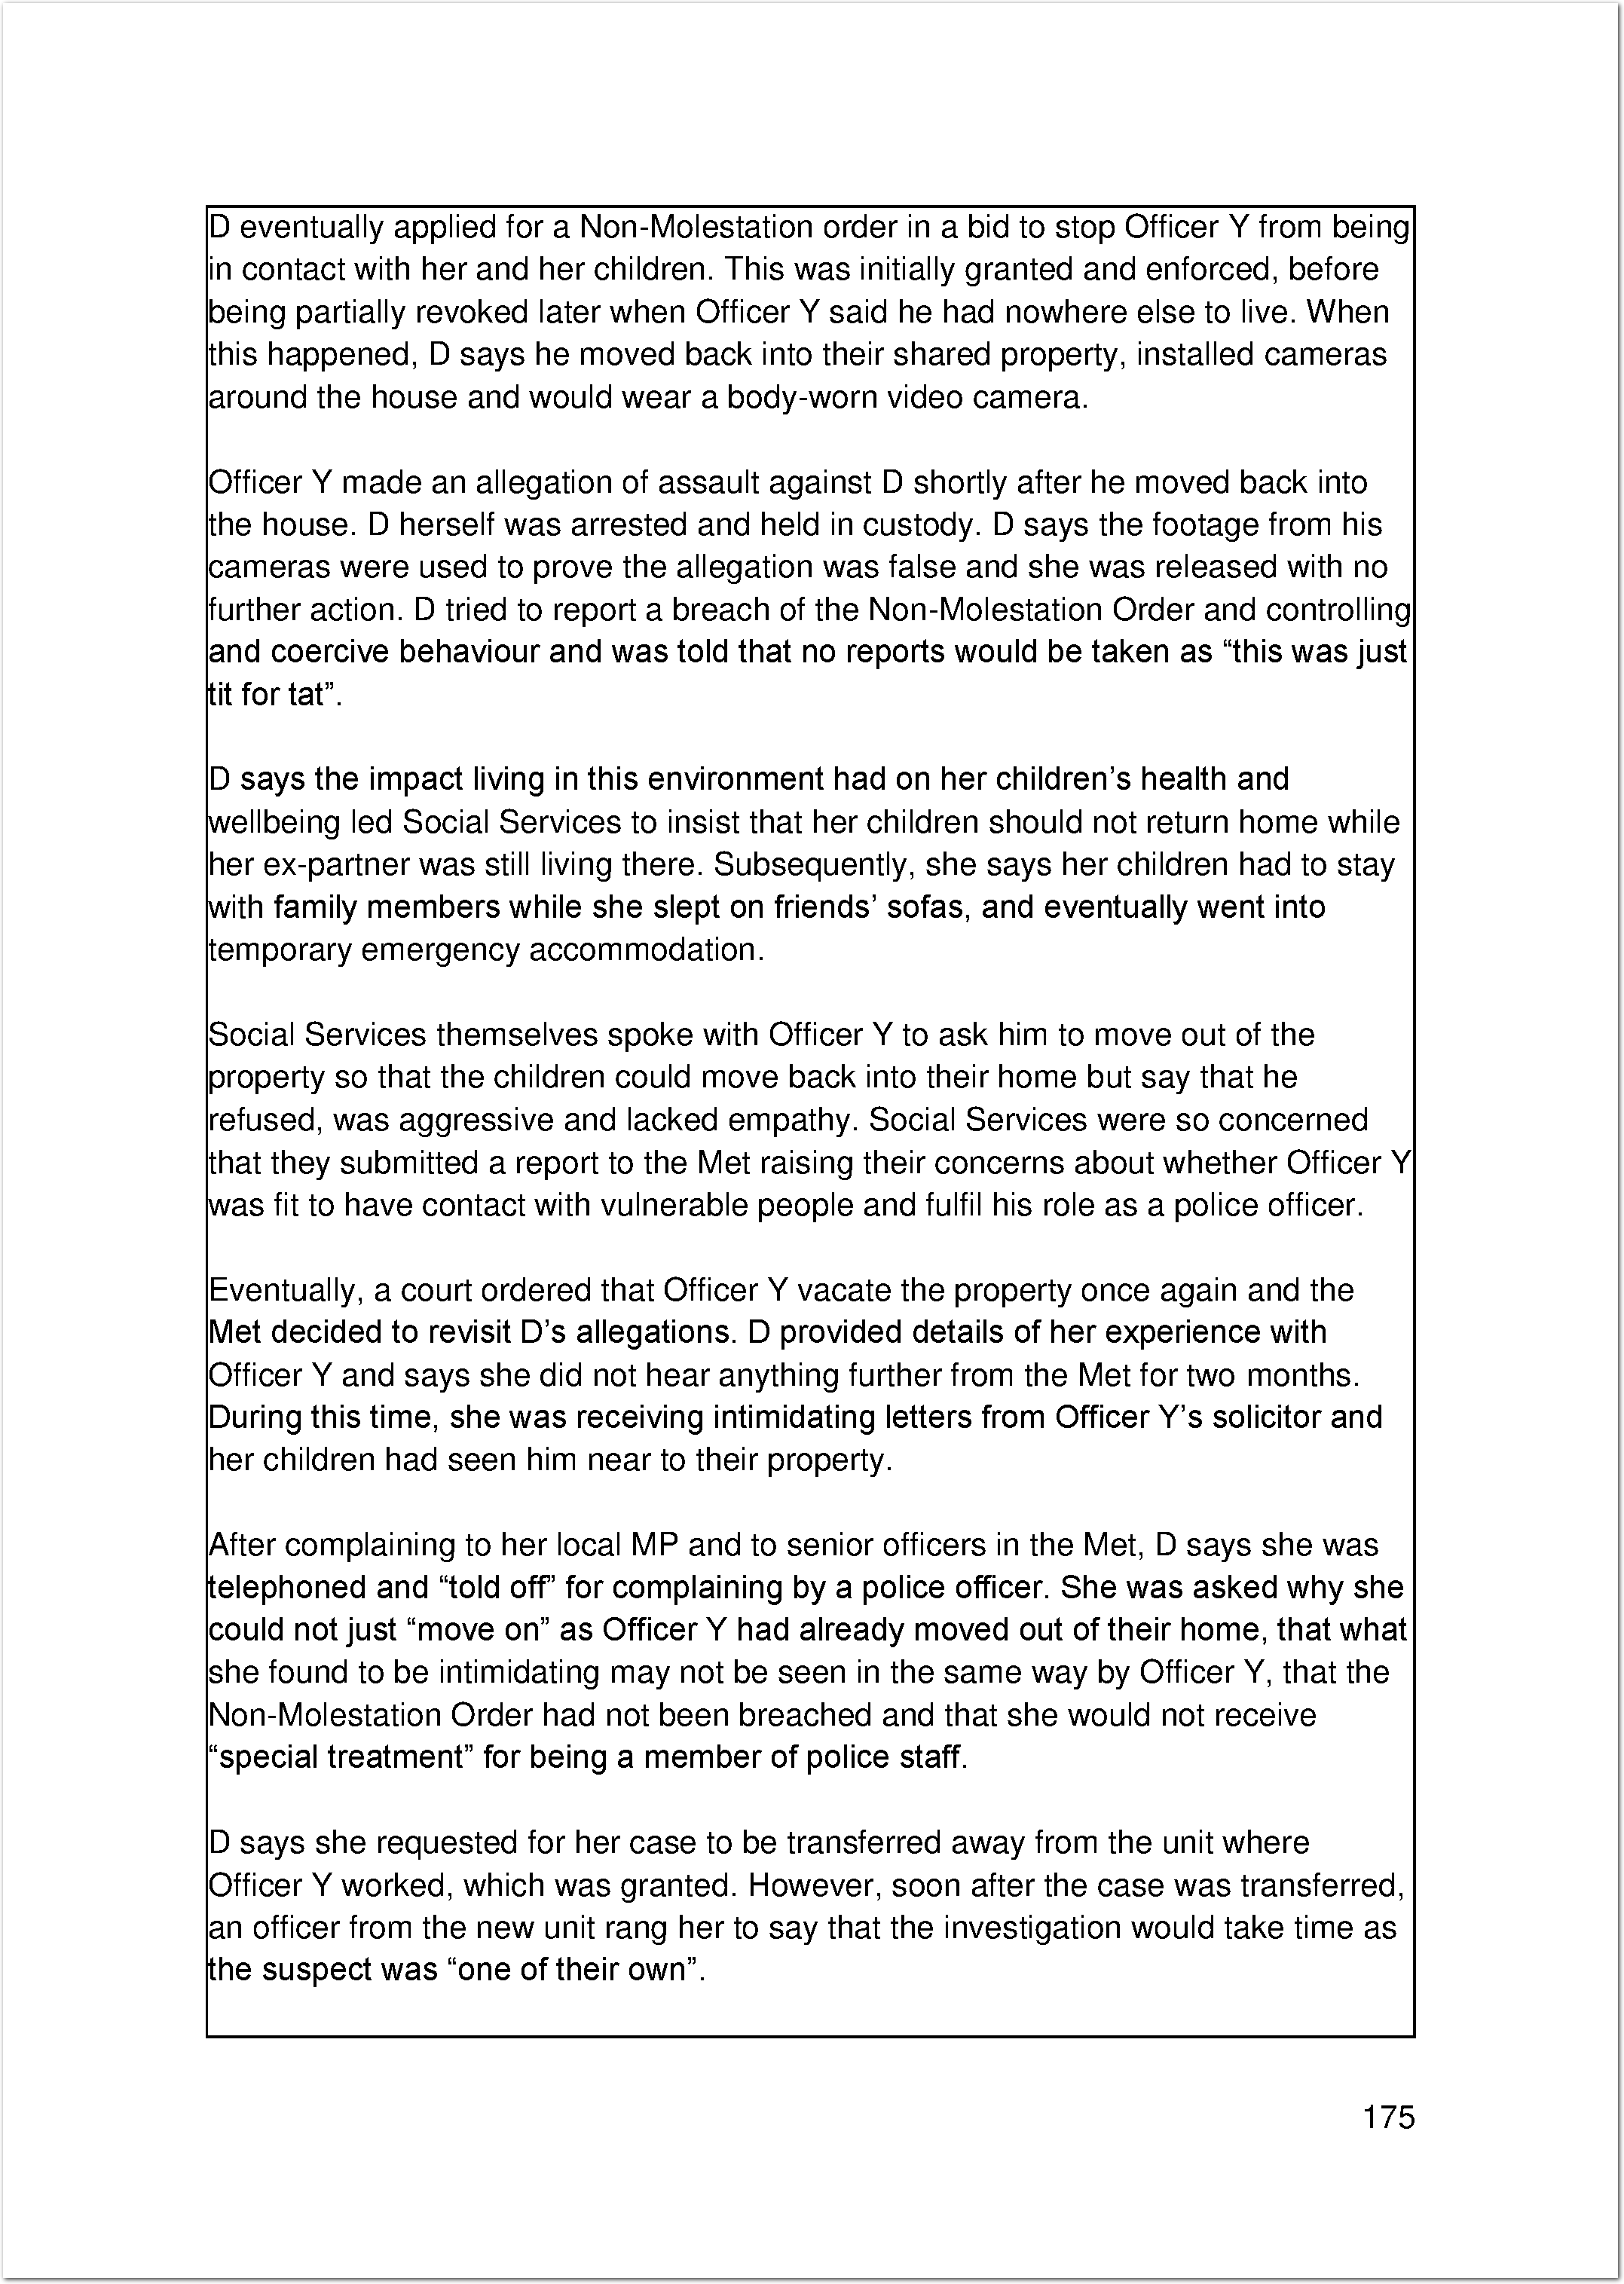 D eventually applied for a Non-Molestation order in a bid to stop Officer Y from being
in contact with her and her children. This was initially granted and enforced, before
being partially revoked later when Officer Y said he had nowhere else to live. When
this happened, D says he moved back into their shared property, installed cameras
around the house and would wear a body-worn video camera.
Officer Y made an allegation of assault against D shortly after he moved back into
the house. D herself was arrested and held in custody. D says the footage from his
cameras were used to prove the allegation was false and she was released with no
further action. D tried to report a breach of the Non-Molestation Order and controlling
and coercive behaviour and was told that no reports would be taken as “this was just
tit for tat”.
D says the impact living in this environment had on her children’s health and
wellbeing led Social Services to insist that her children should not return home while
her ex-partner was still living there. Subsequently, she says her children had to stay
with family members while she slept on friends’ sofas, and eventually went into
temporary emergency accommodation.
Social Services themselves spoke with Officer Y to ask him to move out of the
property so that the children could move back into their home but say that he
refused, was aggressive and lacked empathy. Social Services were so concerned
that they submitted a report to the Met raising their concerns about whether Officer Y
was fit to have contact with vulnerable people and fulfil his role as a police officer.
Eventually, a court ordered that Officer Y vacate the property once again and the
Met decided to revisit D’s allegations. D provided details of her experience with
Officer Y and says she did not hear anything further from the Met for two months.
During this time, she was receiving intimidating letters from Officer Y’s solicitor and
her children had seen him near to their property.
After complaining to her local MP and to senior officers in the Met, D says she was
telephoned and “told off” for complaining by a police officer. She was asked why she
could not just “move on” as Officer Y had already moved out of their home, that what
she found to be intimidating may not be seen in the same way by Officer Y, that the
Non-Molestation Order had not been breached and that she would not receive
“special treatment” for being a member of police staff.
D says she requested for her case to be transferred away from the unit where
Officer Y worked, which was granted. However, soon after the case was transferred,
an officer from the new unit rang her to say that the investigation would take time as
the suspect was “one of their own”.
175